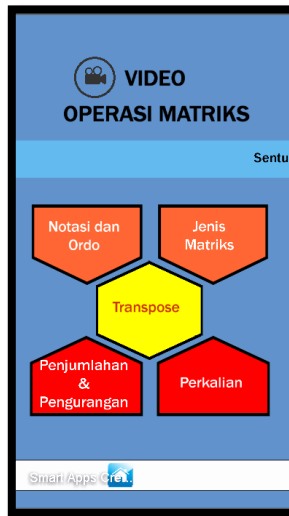 VIDEO
OPERASI MATRIKS
Sentu
Notasi dan
Ordo
Jenis
Matriks
Transpose
Penjumlahan
&
Pengurangan
Perkalian
Smart Apps Cre...